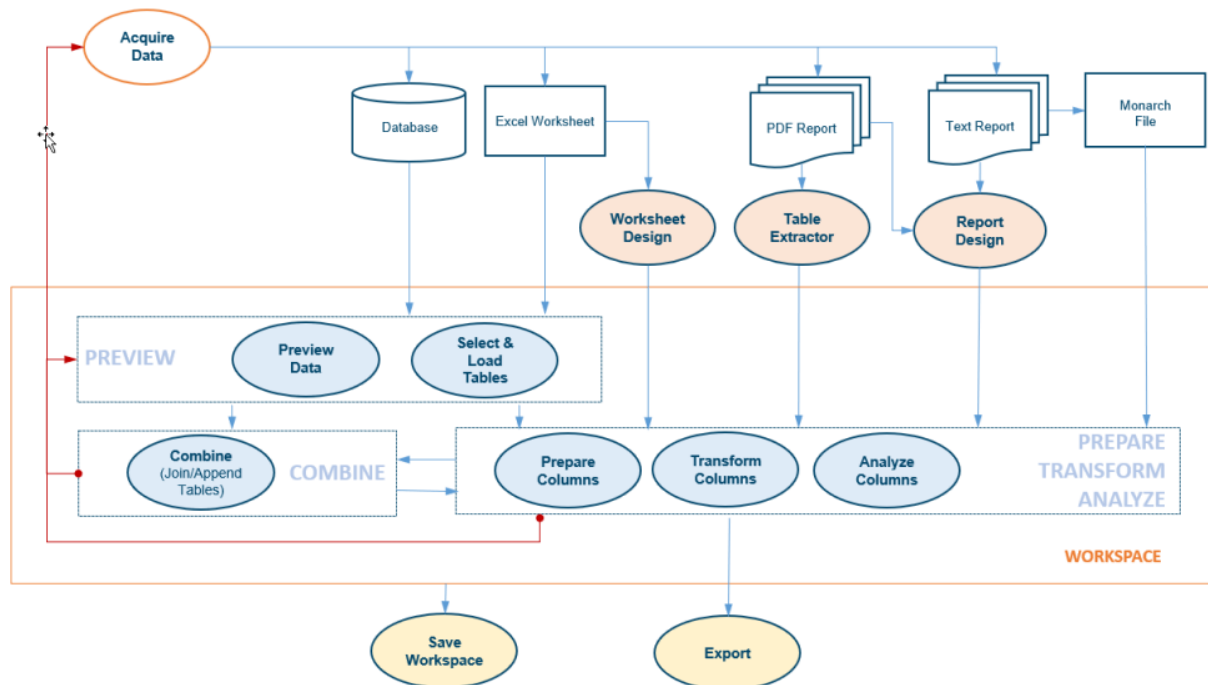 Acquire
Data
Database
Excel Worksheet
PDF Report
Text Report
Monarch
File
Worksheet
Design
Table
Extractor
Report
Design
PREVIEW
Preview
Data
Select &
Load
Tables
Combine
(Join/Append
Tables)
COMBINE
Prepare
Columns
Transform
Columns
Analyze
Columns
PREPARE
TRANSFORM
ANALYZE
WORKSPACE
Save
Workspace
Export